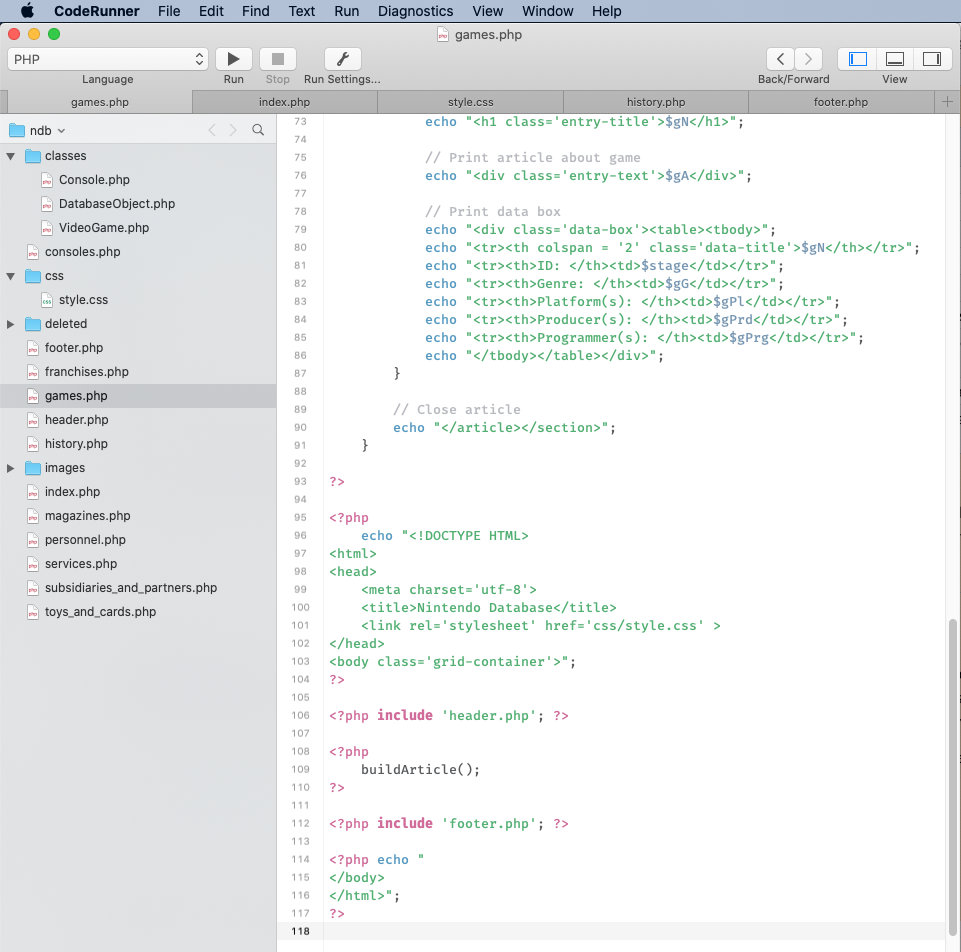 CodeRunner File Edit Find Text Run Diagnostics View Window Help
games.php
PHP
Language Run Stop Run Settings... Back/Forward View
games.php index.php style.css history.php footer.php
ndb
classes
Console.php
DatabaseObject.php
VideoGame.php
consoles.php
css
style.css
deleted
footer.php
franchises.php
games.php
header.php
history.php
images
index.php
magazines.php
personnel.php
services.php
subsidiaries_and_partners.php
toys_and_cards.php
73 echo "<h1 class='entry-title'>$gN</h1>";
74
75 // Print article about game
76 echo "<div class='entry-text'>$gA</div>";
77
78 // Print data box
79 echo "<div class='data-box'><table><tbody>";
80 echo "<tr><th colspan = '2' class='data-title'>$gN</th></tr>";
81 echo "<tr><th>ID: </th><td>$stage</td></tr>";
82 echo "<tr><th>Genre: </th><td>$gG</td></tr>";
83 echo "<tr><th>Platform(s): </th><td>$gPl</td></tr>";
84 echo "<tr><th>Producer(s): </th><td>$gPrd</td></tr>";
85 echo "<tr><th>Programmer(s): </th><td>$gPrg</td></tr>";
86 echo "</tbody></table></div>";
87 }
88
89 // Close article
90 echo "</article></section>";
91 }
92
93 ?>
94
95 <?php
96 echo "<!DOCTYPE HTML>
97 <html>
98 <head>
99 <meta charset='utf-8'>
100 <title>Nintendo Database</title>
101 <link rel='stylesheet' href='css/style.css' >
102 </head>
103 <body class='grid-container'>";
104 ?>
105
106 <?php include 'header.php'; ?>
107
108 <?php
109 buildArticle();
110 ?>
111
112 <?php include 'footer.php'; ?>
113
114 <?php echo "
115 </body>
116 </html>";
117 ?>
118